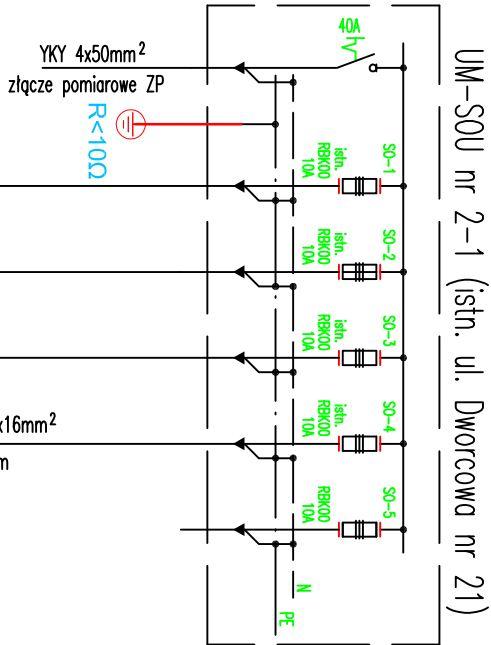 UM-SOU nr 2-1 (istn. ul. Dworcowa nr 21)
40A
YKY 4x50mm²
złącze pomiarowe ZP
R<10Ω
SO-1
istn.
RBK00
10A
SO-2
istn.
RBK00
10A
SO-3
istn.
RBK00
10A
SO-4
istn.
RBK00
10A
SO-5
RBK00
10A
x16mm²
m
N
PE